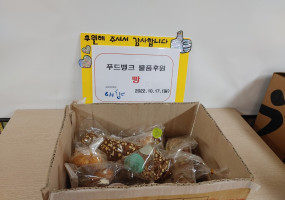 후원해 주셔서 감사합니다
푸드뱅크 물품후원
빵
2022. 10. 17.(월)